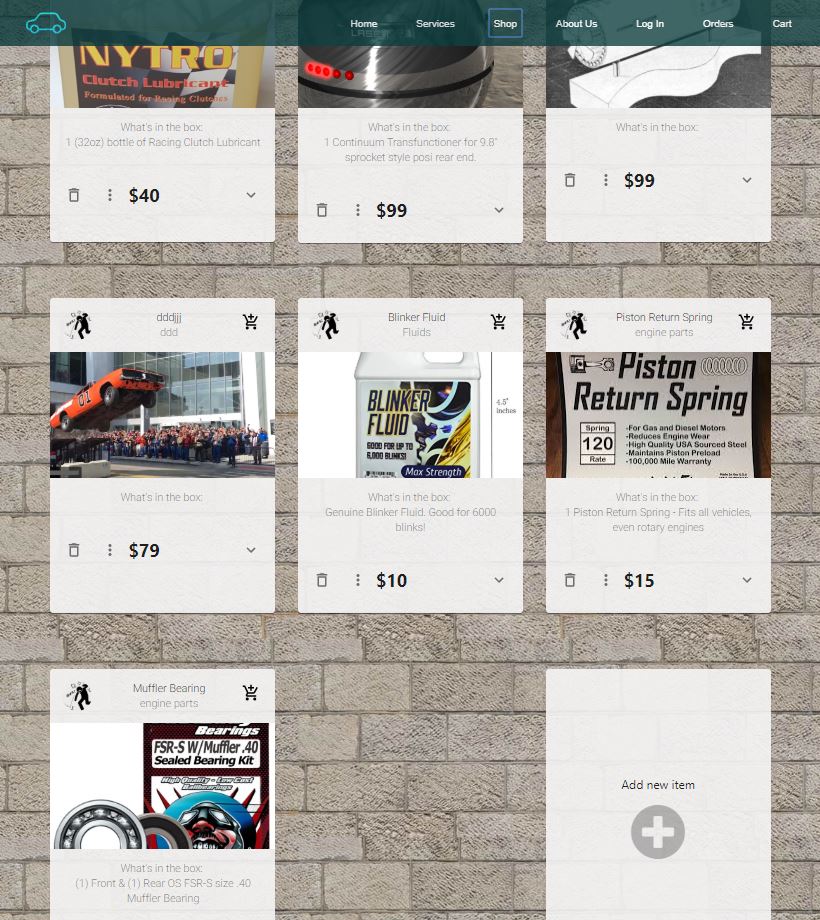 Home
Services
Shop
About Us
Log In
Orders
Cart
NYTRO
Clutch Lubricant
Formulated for Racing Clutches
LASER
What's in the box:
1 (32oz) bottle of Racing Clutch Lubricant
$40
What's in the box:
1 Continuum Transfunctioner for 9.8"
sprocket style posi rear end.
$99
What's in the box:
$99
dddjjj
ddd
01
What's in the box:
$79
Blinker Fluid
Fluids
BLINKER
FLUID
GOOD FOR UP TO
6,000 BLINKS!
Max Strength
4.5"
inches
What's in the box:
Genuine Blinker Fluid. Good for 6000
blinks!
$10
Piston Return Spring
engine parts
Piston
Return Spring
Spring
120
Rate
-For Gas and Diesel Motors
-Reduces Engine Wear
-High Quality USA Sourced Steel
-Maintains Piston Preload
-100,000 Mile Warranty
Made In the U.S.A
What's in the box:
1 Piston Return Spring - Fits all vehicles,
even rotary engines
$15
Muffler Bearing
engine parts
Bearings
FSR-S W/Muffler .40
Sealed Bearing Kit
High Quality - Low Cost
Ballbearings
What's in the box:
(1) Front & (1) Rear OS FSR-S size .40
Muffler Bearing
Add new item